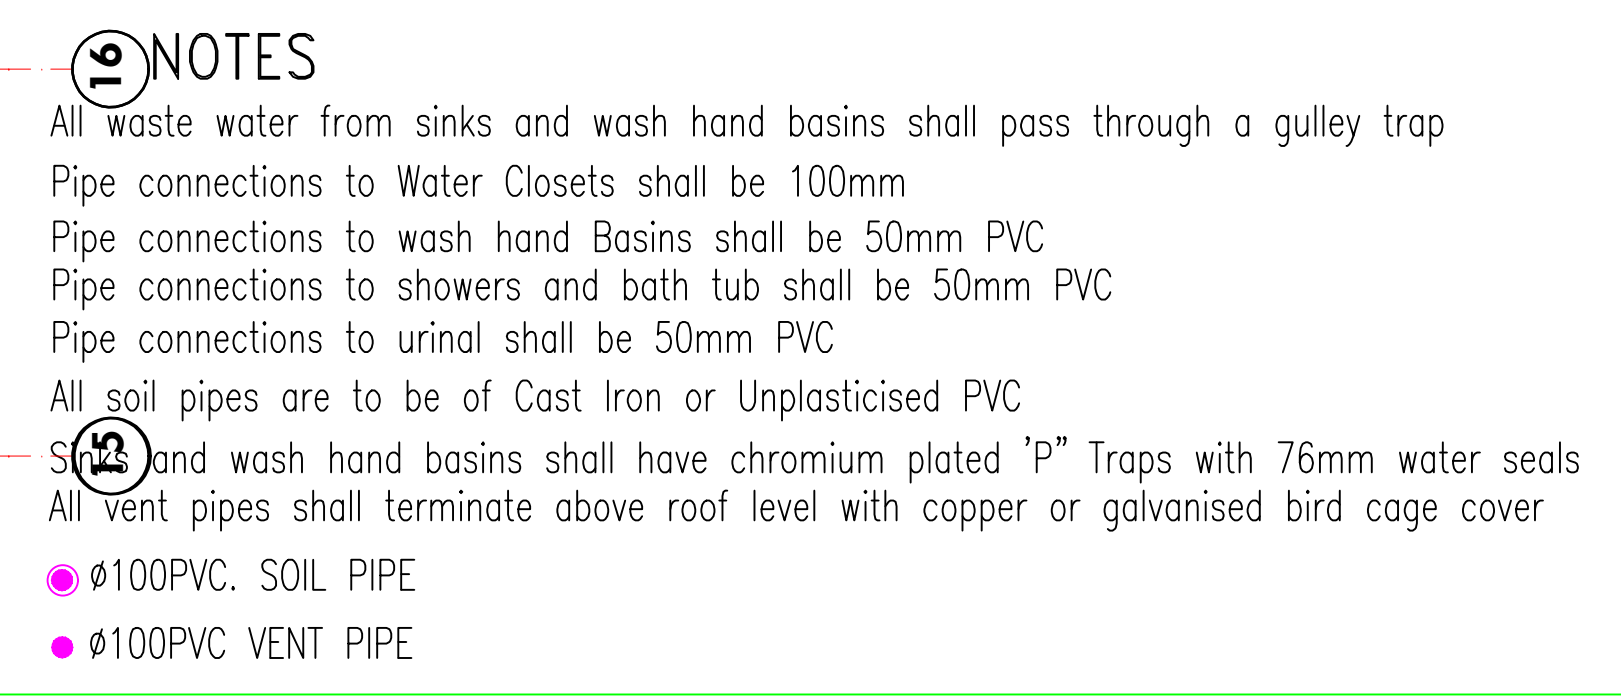 16 NOTES
All waste water from sinks and wash hand basins shall pass through a gulley trap
Pipe connections to Water Closets shall be 100mm
Pipe connections to wash hand Basins shall be 50mm PVC
Pipe connections to showers and bath tub shall be 50mm PVC
Pipe connections to urinal shall be 50mm PVC
All soil pipes are to be of Cast Iron or Unplasticised PVC
15
Sinks and wash hand basins shall have chromium plated 'P" Traps with 76mm water seals
All vent pipes shall terminate above roof level with copper or galvanised bird cage cover
ø100PVC. SOIL PIPE
ø100PVC VENT PIPE